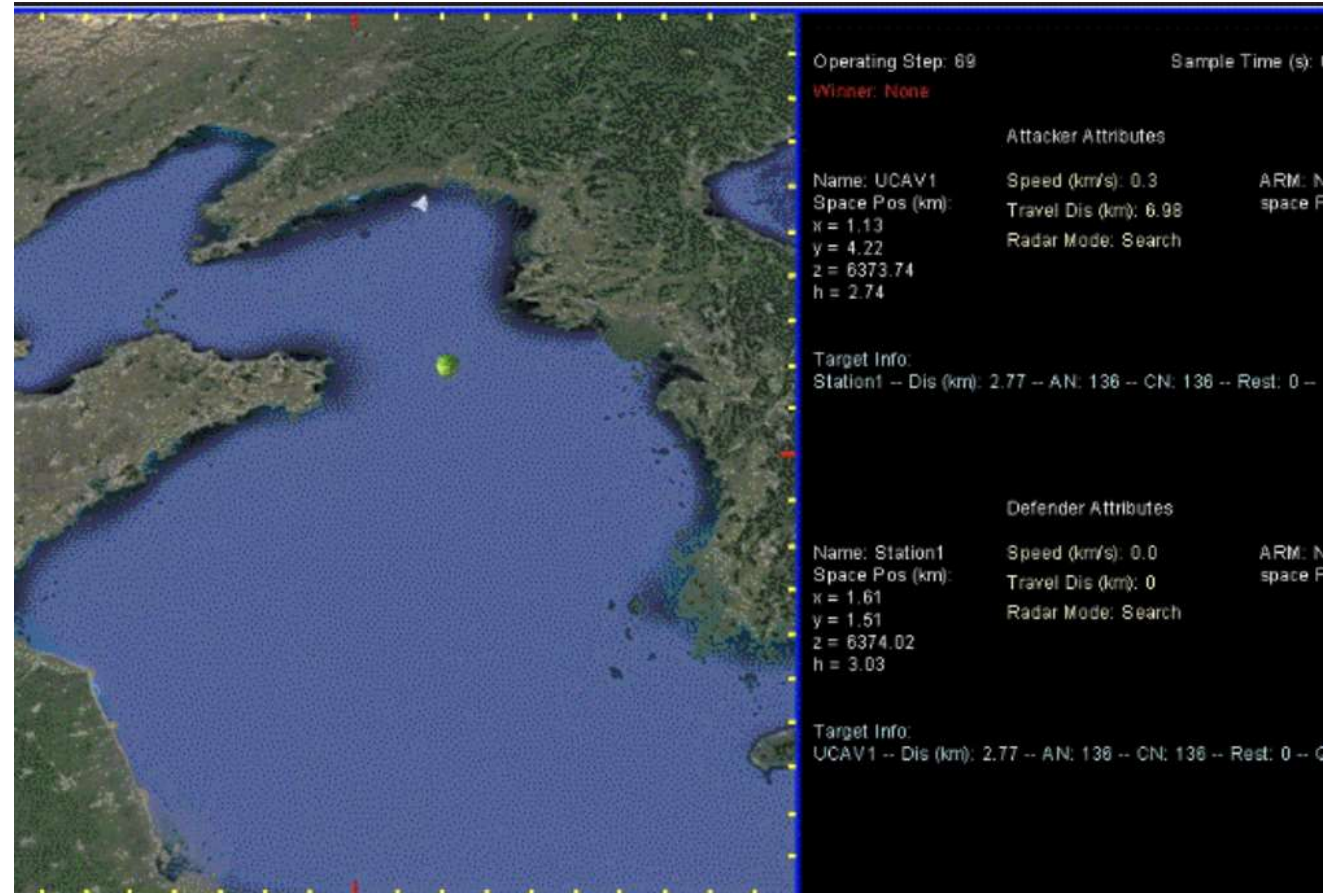 Operating Step: 69 Sample Time (s):
Winner: None
Attacker Attributes
Name: UCAV1 Speed (km/s): 0.3 ARM:
Space Pos (km): Travel Dis (km): 6.98 space
x = 1.13
y = 4.22 Radar Mode: Search
z = 6373.74
h = 2.74
Target Info:
Station1 -- Dis (km): 2.77 -- AN: 136 -- CN: 136 -- Rest: 0 --
Defender Attributes
Name: Station1 Speed (km/s): 0.0 ARM:
Space Pos (km): Travel Dis (km): 0 space
x = 1.61
y = 1.51 Radar Mode: Search
z = 6374.02
h = 3.03
Target Info:
UCAV1 -- Dis (km): 2.77 -- AN: 136 -- CN: 136 -- Rest: 0 --